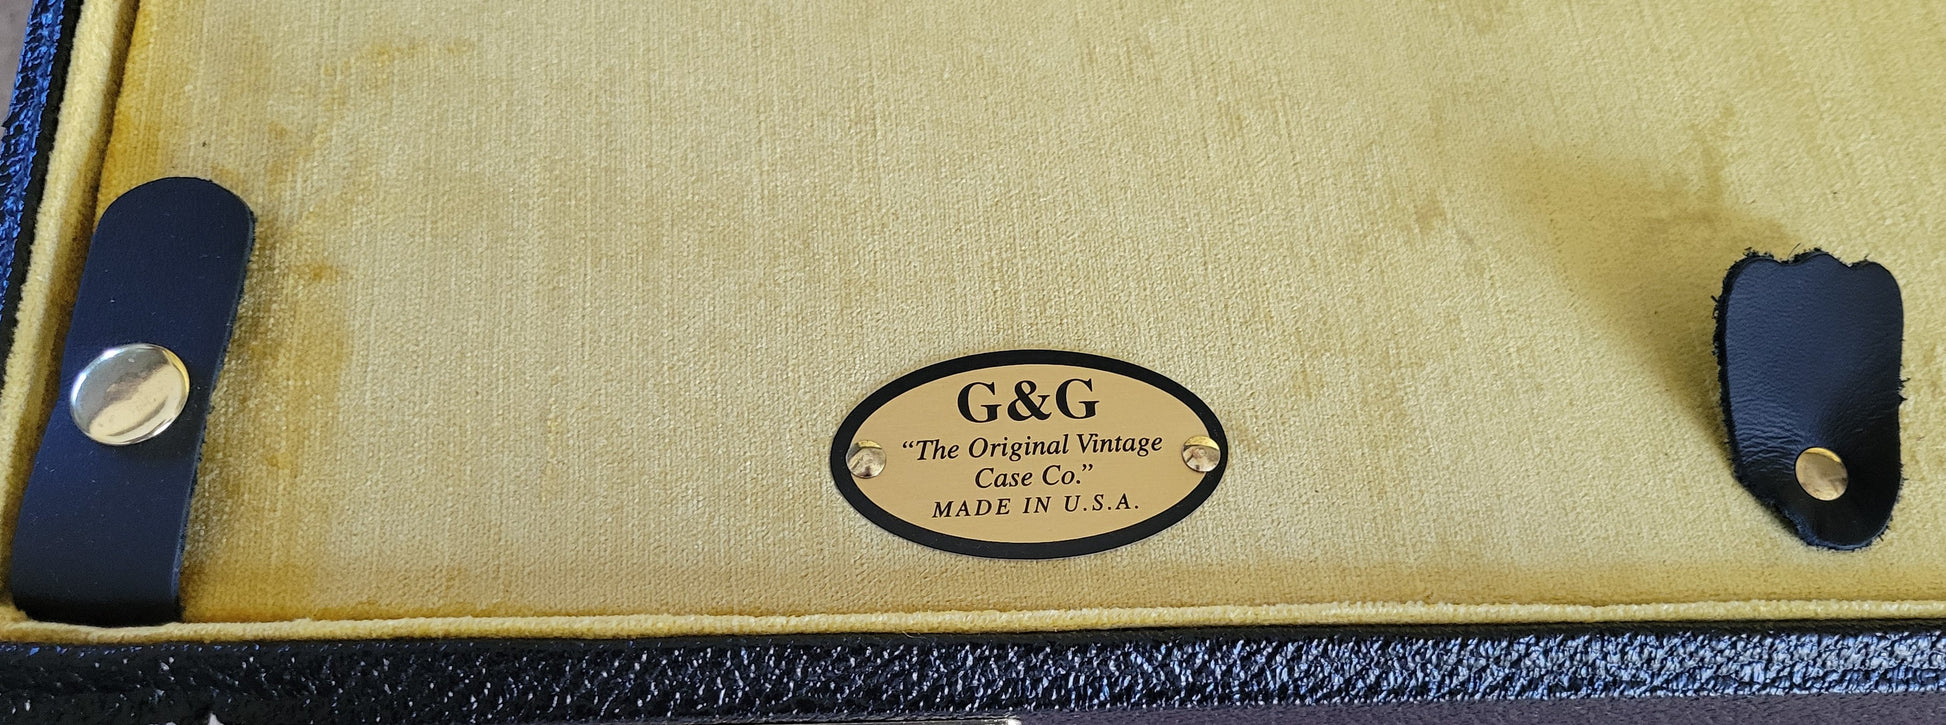 G&G
“The Original Vintage
Case Co.”
MADE IN U.S.A.